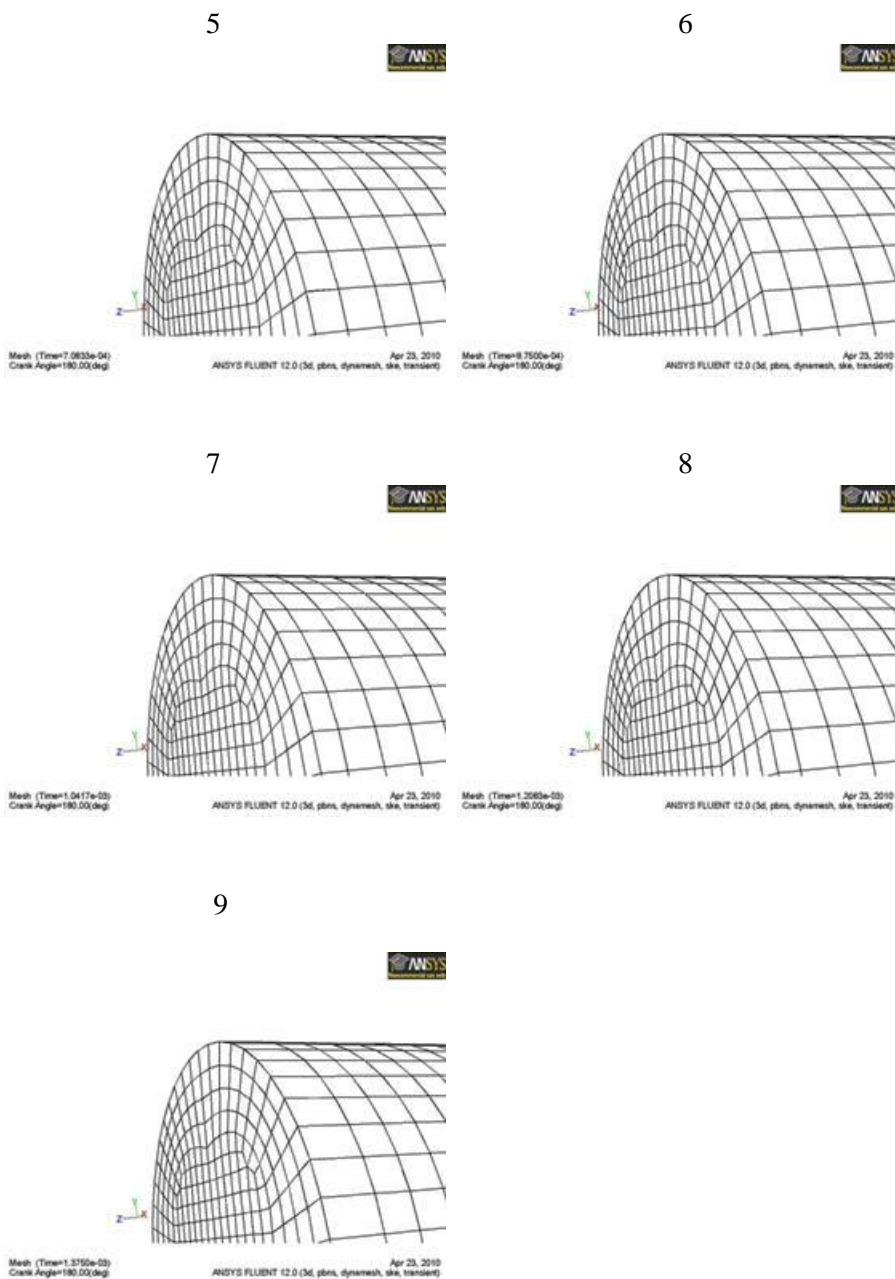 5
6
ANSYS
ANSYS
Y
Z X
Y
Z X
Mesh (Time=7.0833e-04)
Crank Angle=180.00(deg)
Apr 23, 2010
ANSYS FLUENT 12.0 (3d, pbns, dynamesh, ske, transient)
Mesh (Time=8.7500e-04)
Crank Angle=180.00(deg)
Apr 23, 2010
ANSYS FLUENT 12.0 (3d, pbns, dynamesh, ske, transient)
7
8
ANSYS
ANSYS
Y
Z X
Y
Z X
Mesh (Time=1.0417e-03)
Crank Angle=180.00(deg)
Apr 23, 2010
ANSYS FLUENT 12.0 (3d, pbns, dynamesh, ske, transient)
Mesh (Time=1.2083e-03)
Crank Angle=180.00(deg)
Apr 23, 2010
ANSYS FLUENT 12.0 (3d, pbns, dynamesh, ske, transient)
9
ANSYS
Y
Z X
Mesh (Time=1.3750e-03)
Crank Angle=180.00(deg)
Apr 23, 2010
ANSYS FLUENT 12.0 (3d, pbns, dynamesh, ske, transient)